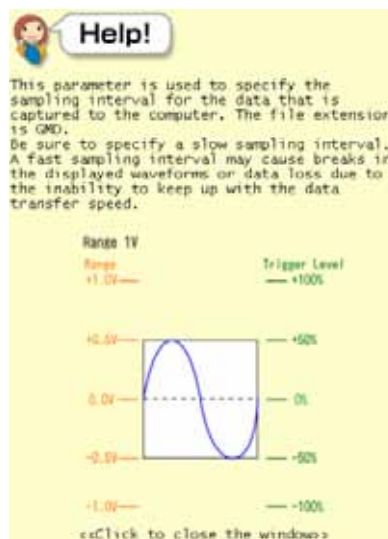 Help!
This parameter is used to specify the
sampling interval for the data that is
captured to the computer. The file extension
is GMD.
Be sure to specify a slow sampling interval.
A fast sampling interval may cause breaks in
the displayed waveforms or data loss due to
the inability to keep up with the data
transfer speed.
Range 1V
Range Trigger Level
+1.0V +100%
+0.5V +50%
0.0V 0%
-0.5V -50%
-1.0V -100%
<<Click to close the window>>